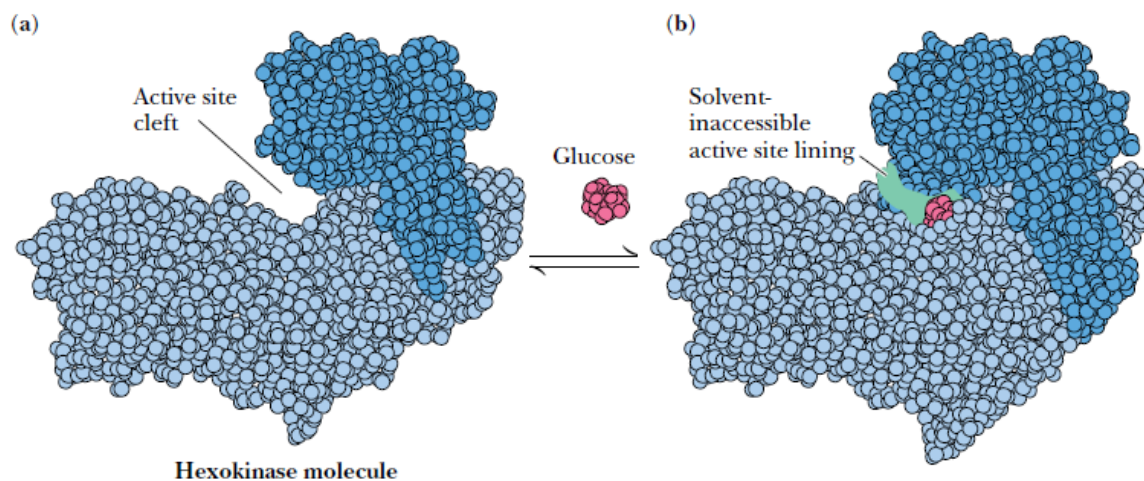 (a)
Active site
cleft
Glucose
Hexokinase molecule
(b)
Solvent-
inaccessible
active site lining